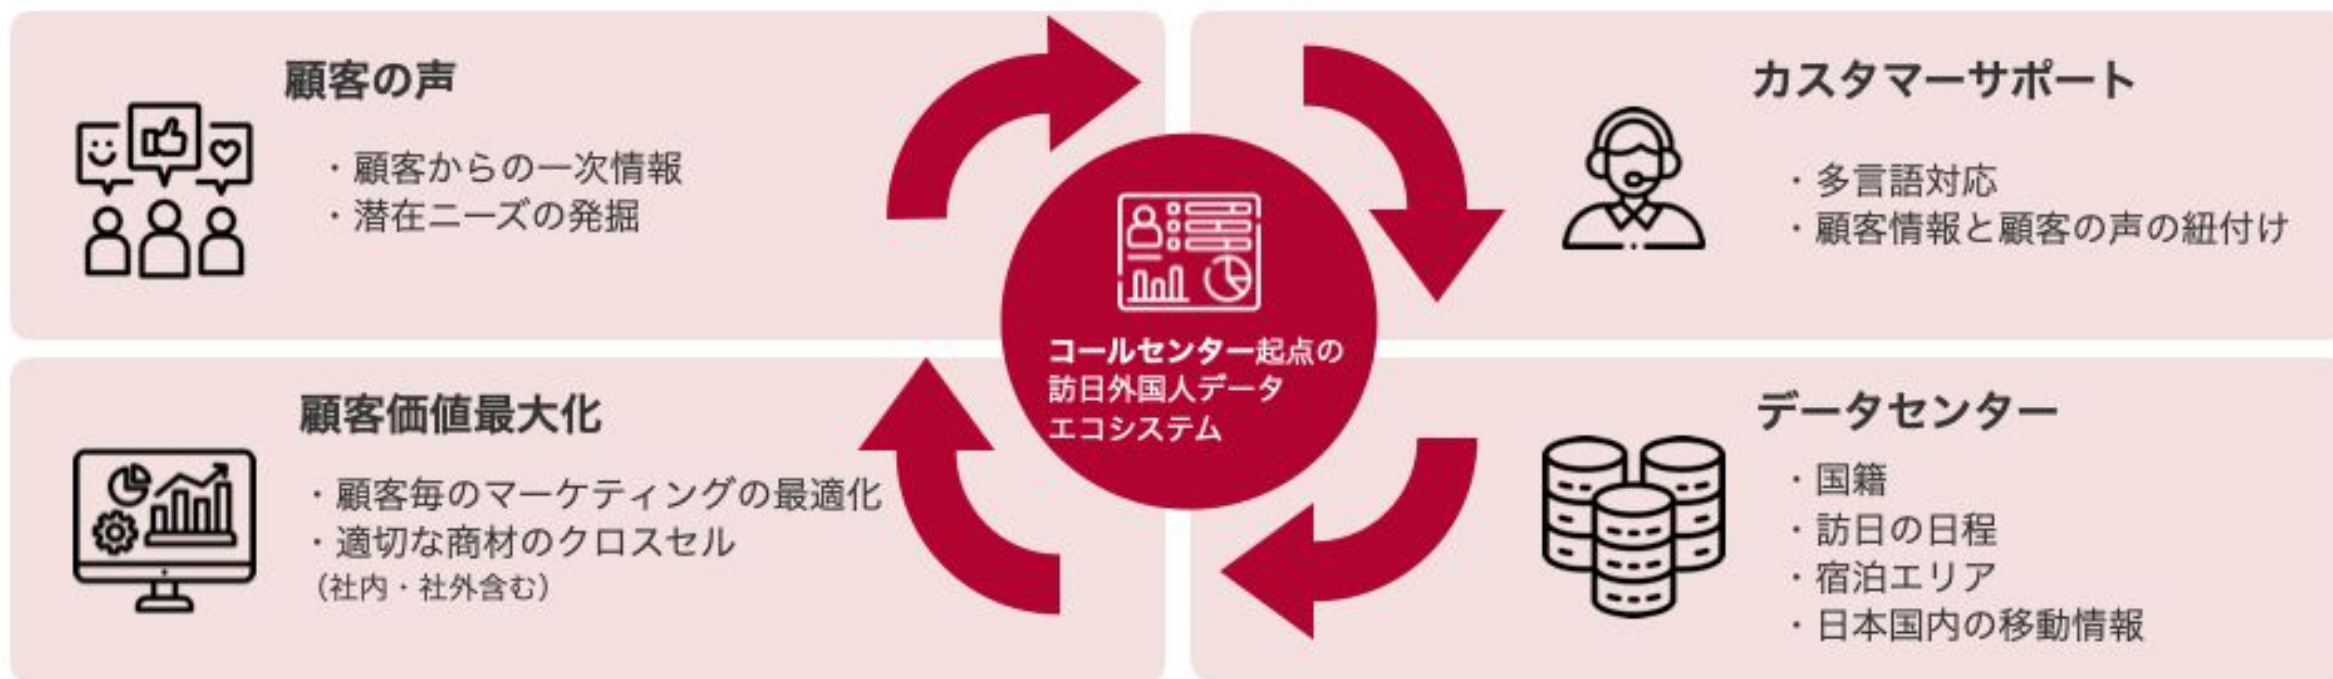 顧客の声
・顧客からの一次情報
・潜在ニーズの発掘
カスタマーサポート
・多言語対応
・顧客情報と顧客の声の紐付け
コールセンター起点の
訪日外国人データ
エコシステム
顧客価値最大化
・顧客毎のマーケティングの最適化
・適切な商材のクロスセル
（社内・社外含む）
データセンター
・国籍
・訪日の日程
・宿泊エリア
・日本国内の移動情報